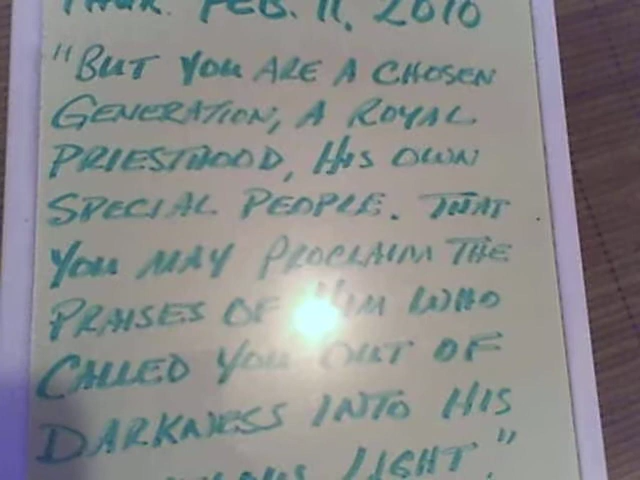 THUR. FEB. 11, 2010
"BUT YOU ARE A CHOSEN
GENERATION, A ROYAL
PRIESTHOOD, HIS OWN
SPECIAL PEOPLE. THAT
YOU MAY PROCLAIM THE
PRAISES OF HIM WHO
CALLED YOU OUT OF
DARKNESS INTO HIS
LIGHT."